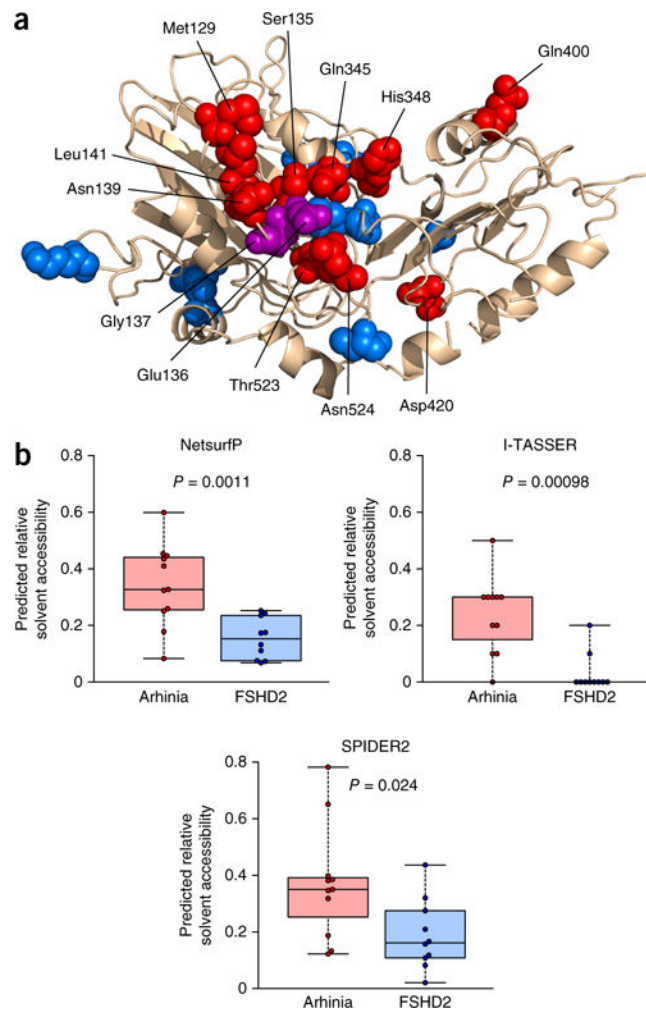 a
Met129
Ser135
Gln345
His348
Gln400
Leu141
Asn139
Gly137
Glu136
Thr523
Asn524
Asp420
b
NetsurfP
P = 0.0011
Predicted relative
solvent accessibility
0.8
0.6
0.4
0.2
0
Arhinia
FSHD2
I-TASSER
P = 0.00098
Predicted relative
solvent accessibility
0.8
0.6
0.4
0.2
0
Arhinia
FSHD2
SPIDER2
P = 0.024
Predicted relative
solvent accessibility
0.8
0.6
0.4
0.2
0
Arhinia
FSHD2